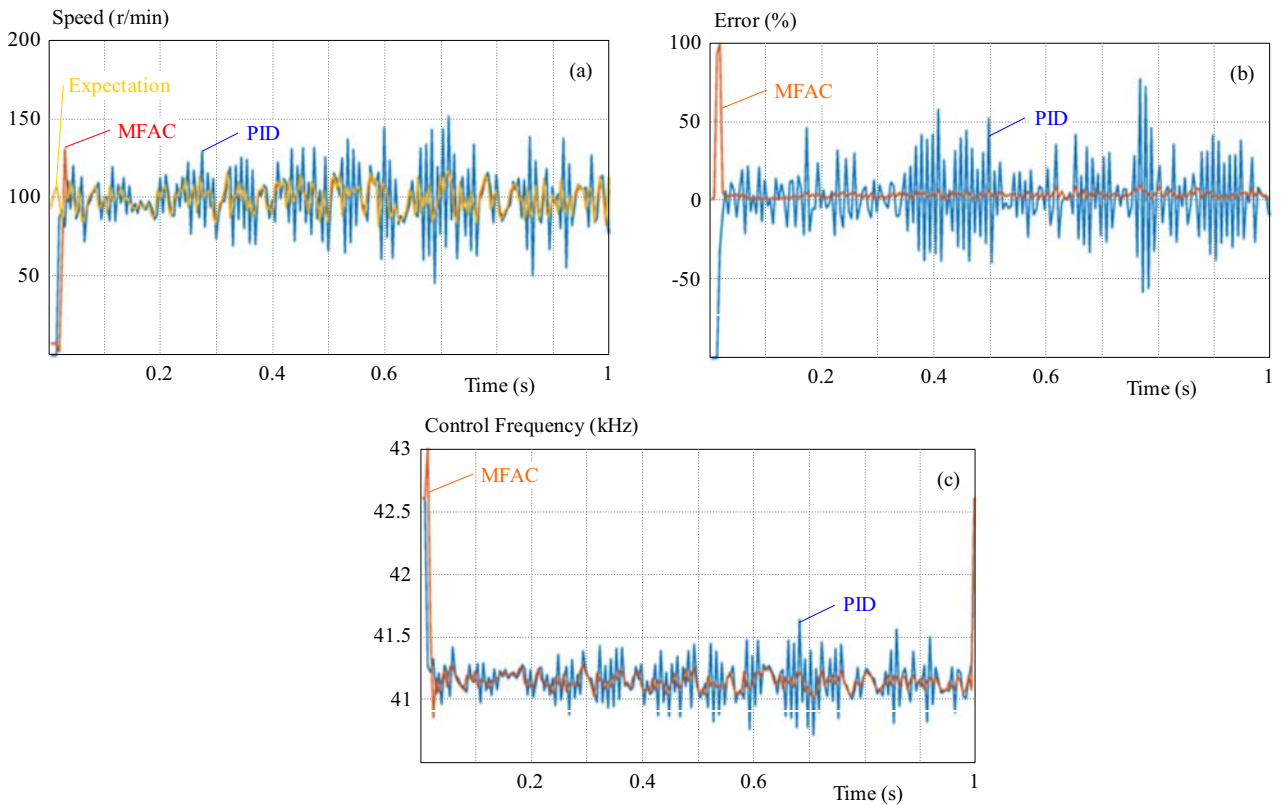 Speed (r/min)
200
(a)
Expectation
150
MFAC
PID
100
50
0.2
0.4
0.6
1
Time (s)
Error (%)
100
(b)
MFAC
50
PID
0
-50
0.2
0.4
0.6
1
Time (s)
Control Frequency (kHz)
43
MFAC
(c)
42.5
42
PID
41.5
41
0.2
0.4
0.6
1
Time (s)